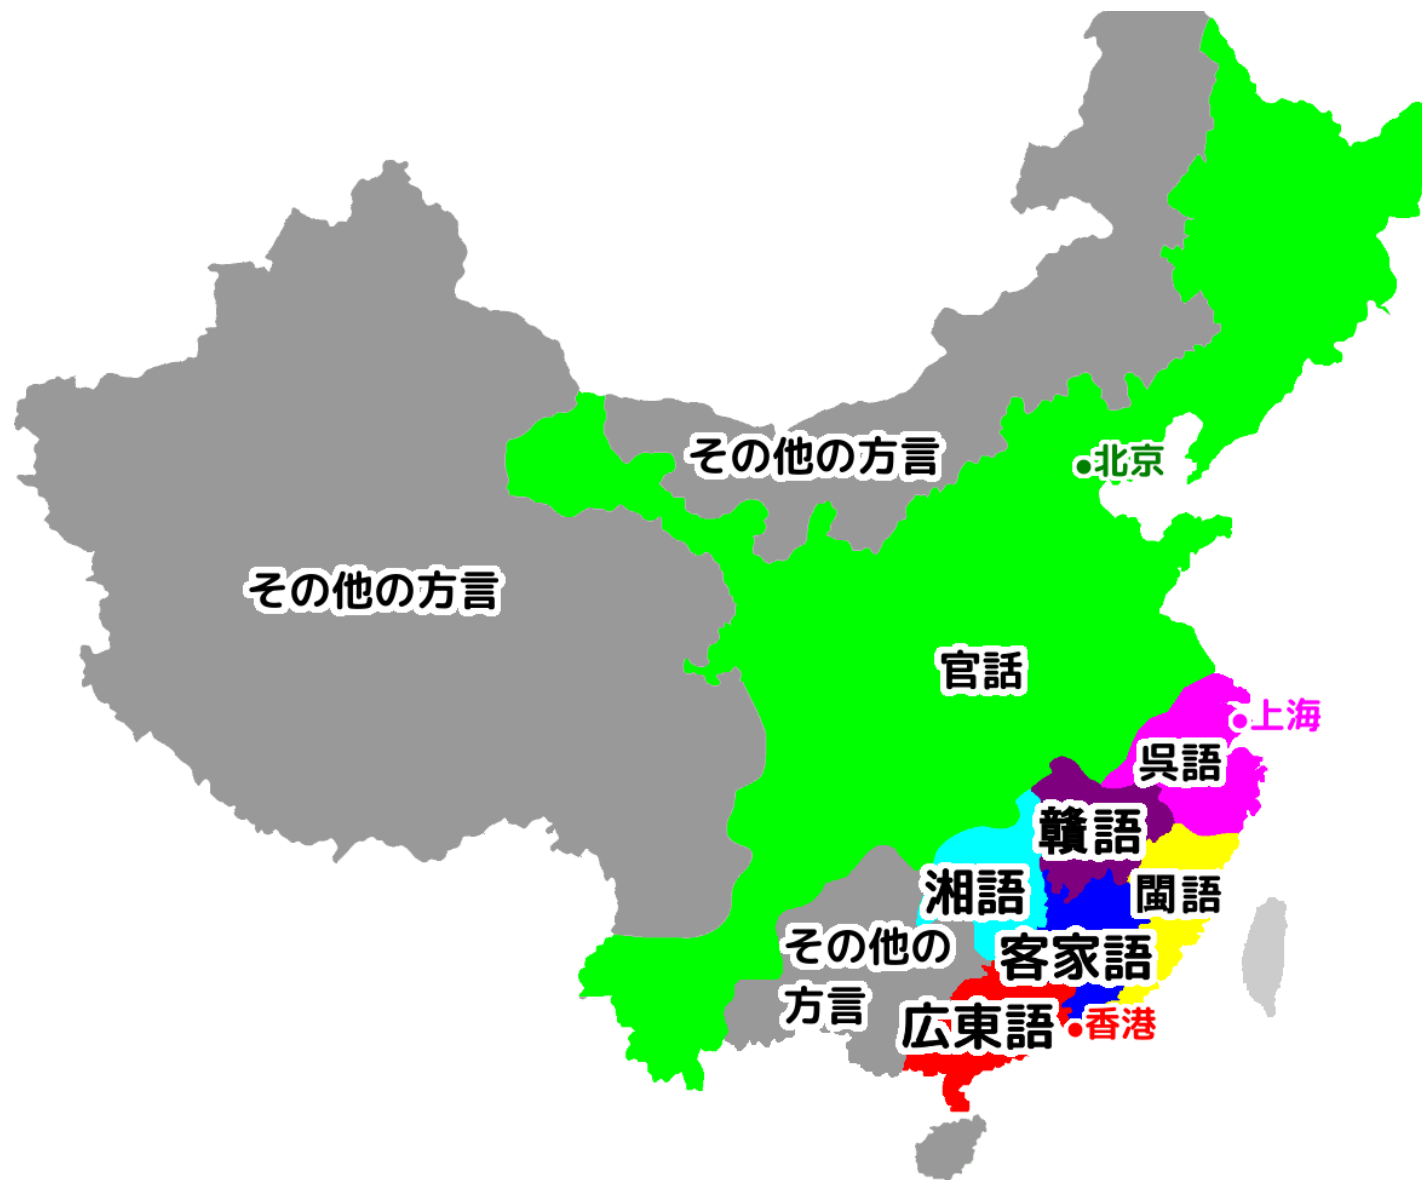 その他の方言
•北京
その他の方言
官話
•上海
呉語
贛語
湘語
閩語
その他の
方言
客家語
広東語
•香港